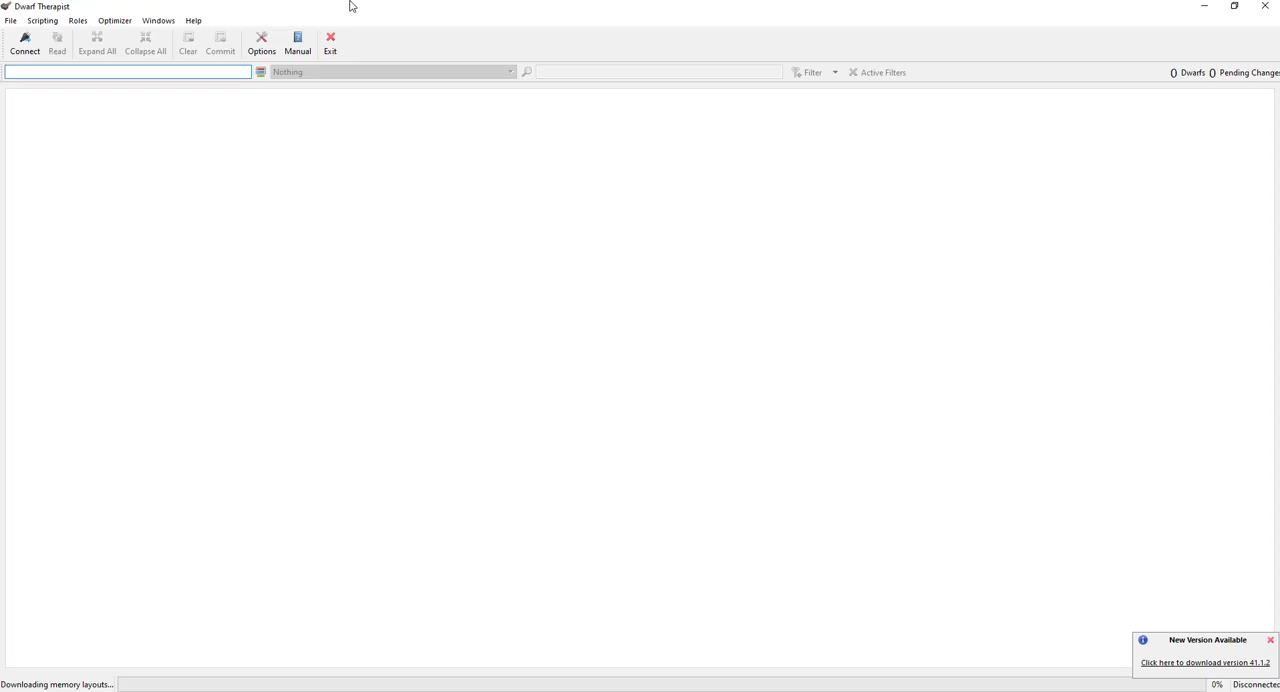 Dwarf Therapist
File Scripting Roles Optimizer Windows Help
Connect Read Expand All Collapse All Clear Commit Options Manual Exit
Nothing Filter Active Filters 0 Dwarfs 0 Pending Changes
New Version Available
Click here to download version 41.1.2
Downloading memory layouts... 0% Disconnected